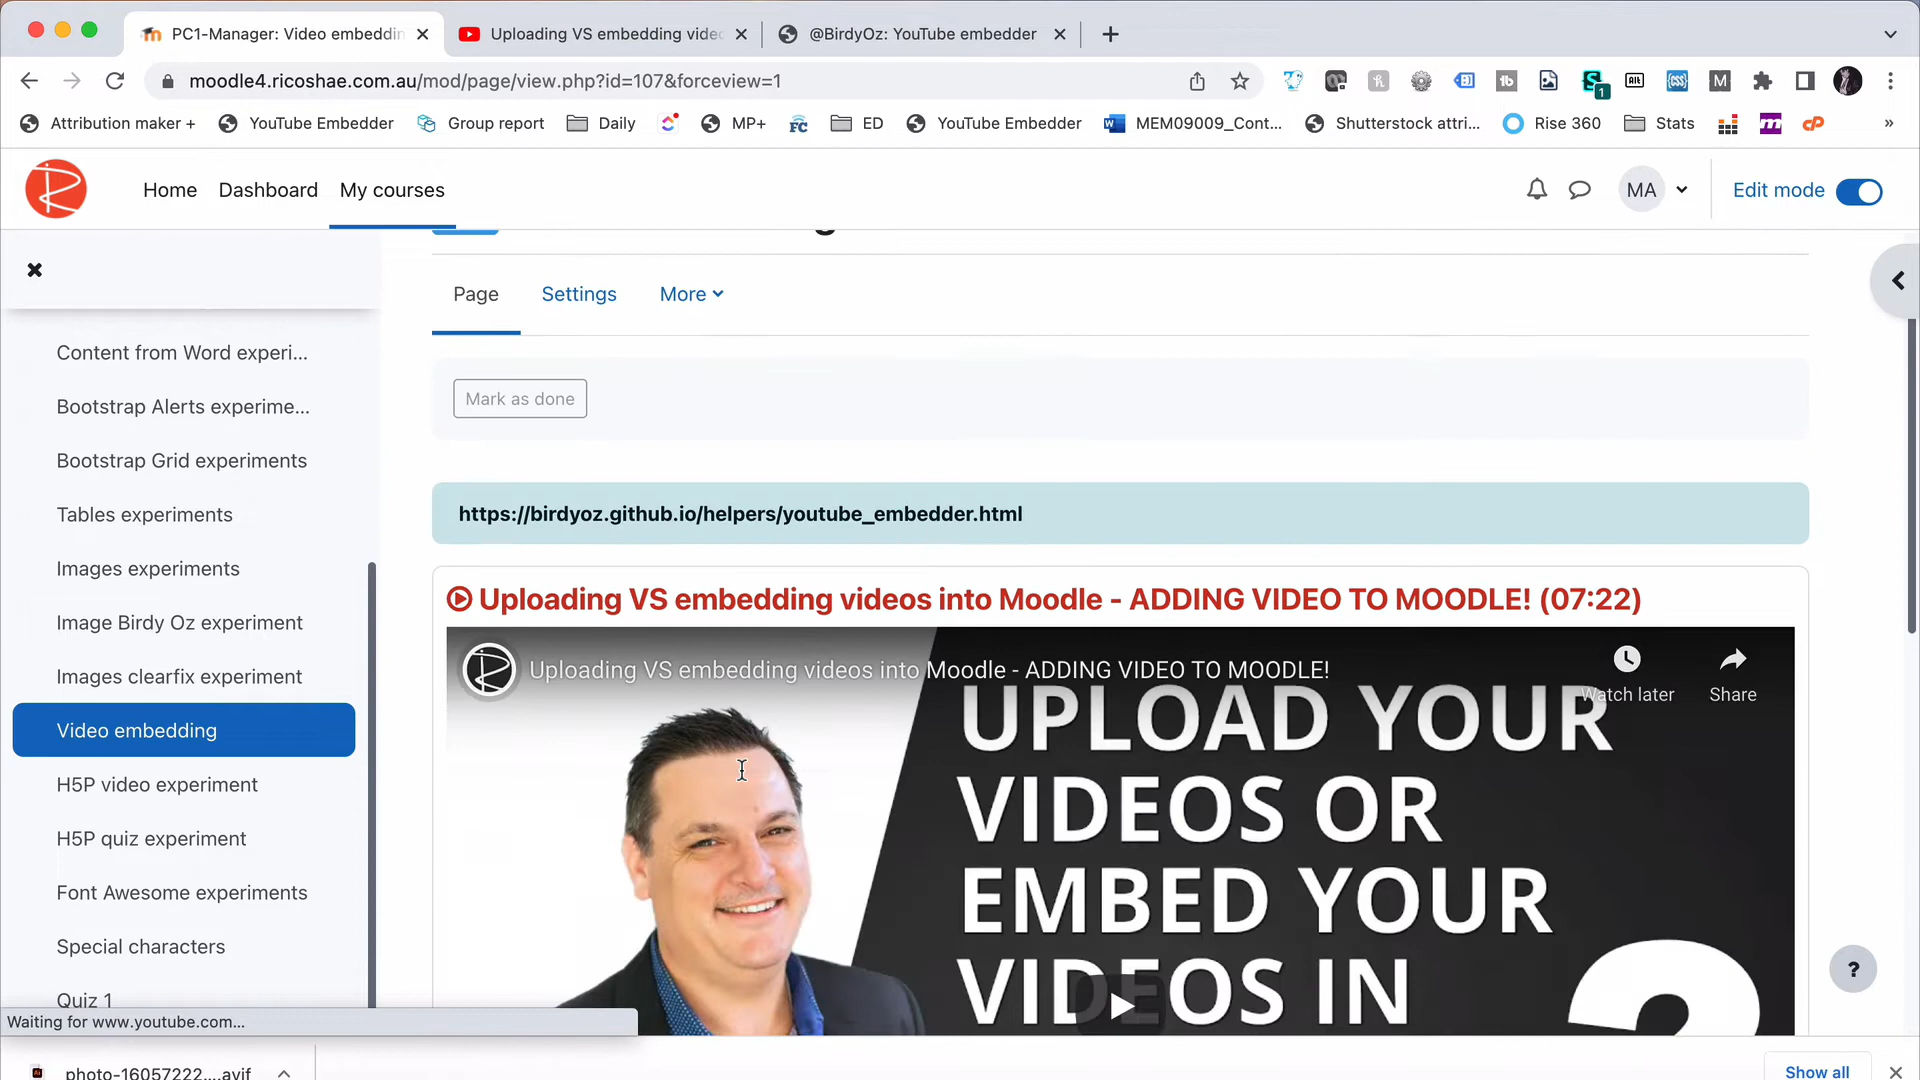 PC1-Manager: Video embeddin
Uploading VS embedding vide
@BirdyOz: YouTube embedder
moodle4.ricoshae.com.au/mod/page/view.php?id=107&forceview=1
1
Attribution maker +
YouTube Embedder
Group report
Daily
MP+
FC
ED
YouTube Embedder
MEM09009_Cont...
Shutterstock attri...
Rise 360
Stats
Home
Dashboard
My courses
MA
Edit mode
Page
Settings
More
Content from Word experi...
Bootstrap Alerts experime...
Bootstrap Grid experiments
Tables experiments
Images experiments
Image Birdy Oz experiment
Images clearfix experiment
Video embedding
H5P video experiment
H5P quiz experiment
Font Awesome experiments
Special characters
Quiz 1
Mark as done
https://birdyoz.github.io/helpers/youtube_embedder.html
Uploading VS embedding videos into Moodle - ADDING VIDEO TO MOODLE! (07:22)
Uploading VS embedding videos into Moodle - ADDING VIDEO TO MOODLE!
Watch later
Share
UPLOAD YOUR
VIDEOS OR
EMBED YOUR
VIDEOS IN
?
?
Waiting for www.youtube.com...
photo-16057222....avif
Show all